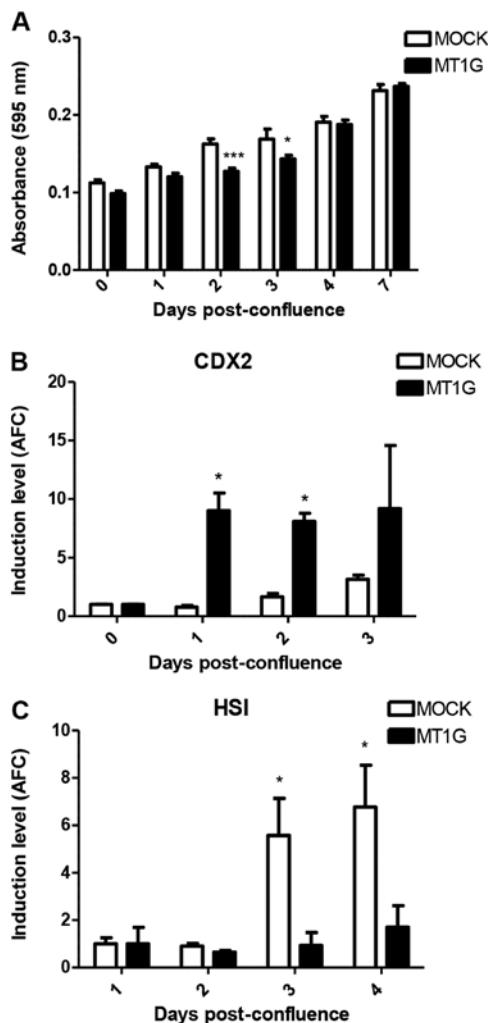 A
MOCK
MT1G
Absorbance (595 nm)
0.3
0.2
0.1
0.0
***
*
0 1 2 3 4 7
Days post-confluence
B
CDX2
MOCK
MT1G
Induction level (AFC)
20
15
10
5
0
* *
0 1 2 3
Days post-confluence
C
HSI
MOCK
MT1G
Induction level (AFC)
10
8
6
4
2
0
* *
1 2 3 4
Days post-confluence